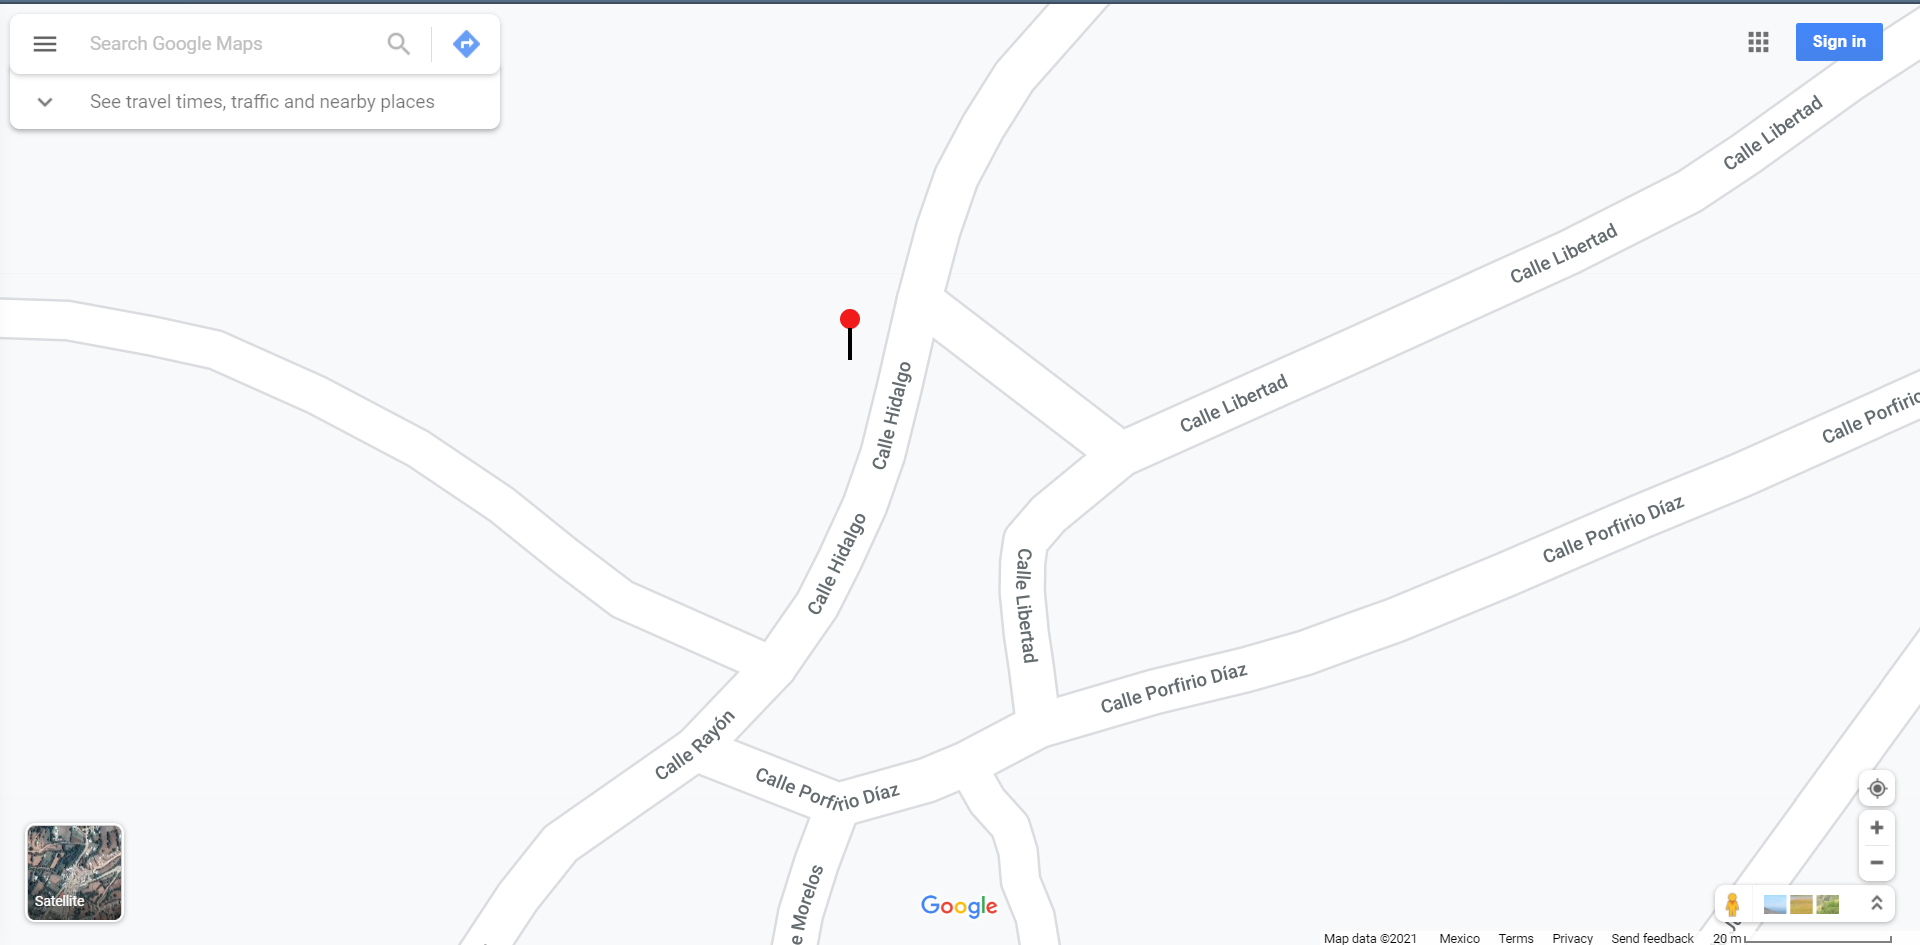 Search Google Maps
See travel times, traffic and nearby places
Sign in
Calle Libertad
Calle Libertad
Calle Libertad
Calle Hidalgo
Calle Porfirio
Calle Hidalgo
Calle Porfirio Díaz
Calle Libertad
Calle Porfirio Díaz
Calle Rayón
Calle Porfirio Díaz
e Morelos
Satellite
Google
Map data ©2021 Mexico Terms Privacy Send feedback 20 m